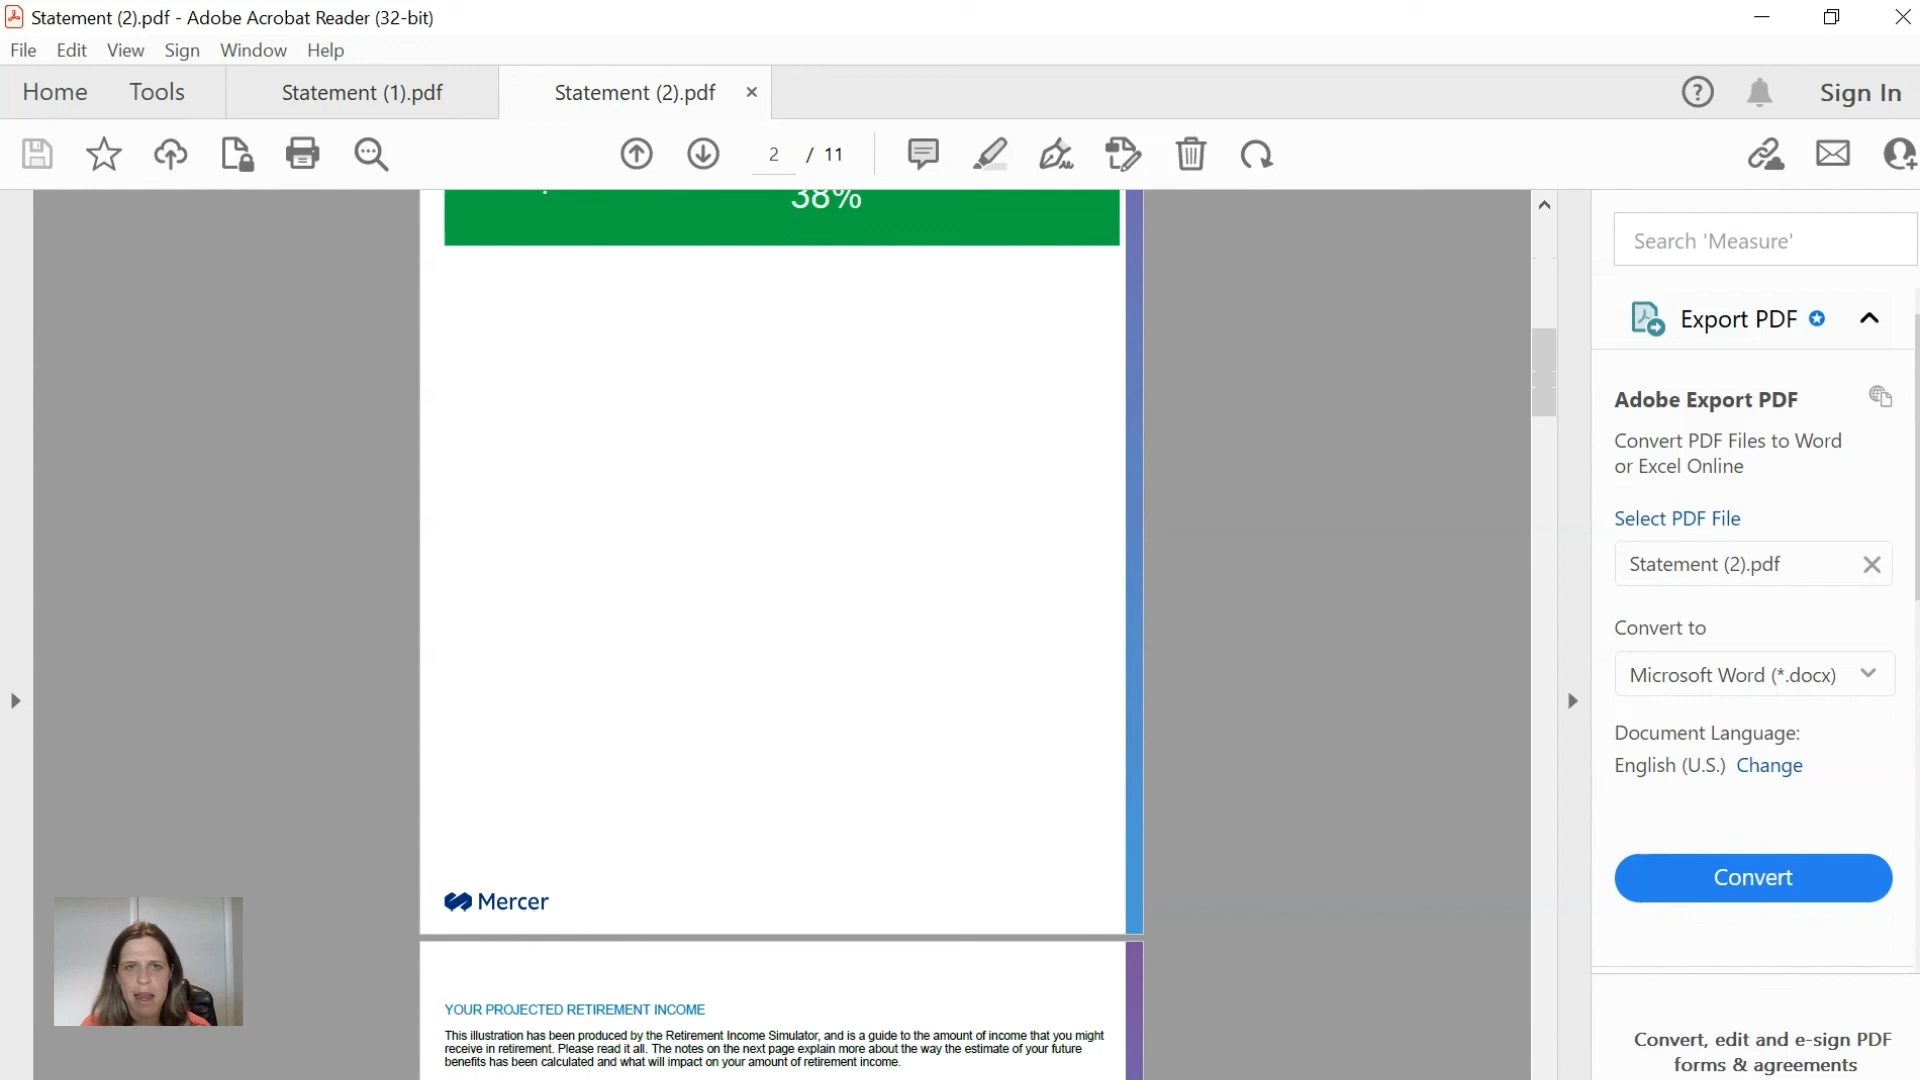 Statement (2).pdf - Adobe Acrobat Reader (32-bit)
File Edit View Sign Window Help
Home Tools Statement (1).pdf Statement (2).pdf Sign In
2 / 11
38%
Mercer
YOUR PROJECTED RETIREMENT INCOME
This illustration has been produced by the Retirement Income Simulator, and is a guide to the amount of income that you might
receive in retirement. Please read it all. The notes on the next page explain more about the way the estimate of your future
benefits has been calculated and what will impact on your amount of retirement income.
Search 'Measure'
Export PDF
Adobe Export PDF
Convert PDF Files to Word
or Excel Online
Select PDF File
Statement (2).pdf
Convert to
Microsoft Word (*.docx)
Document Language:
English (U.S.) Change
Convert
Convert, edit and e-sign PDF
forms & agreements